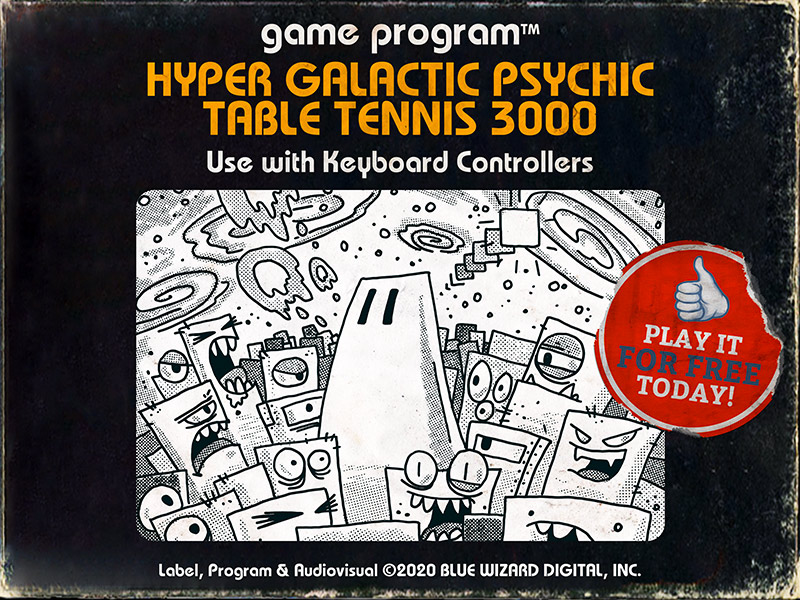 game program™
HYPER GALACTIC PSYCHIC
TABLE TENNIS 3000
Use with Keyboard Controllers
PLAY IT
FOR FREE
TODAY!
Label, Program & Audiovisual ©2020 BLUE WIZARD DIGITAL, INC.